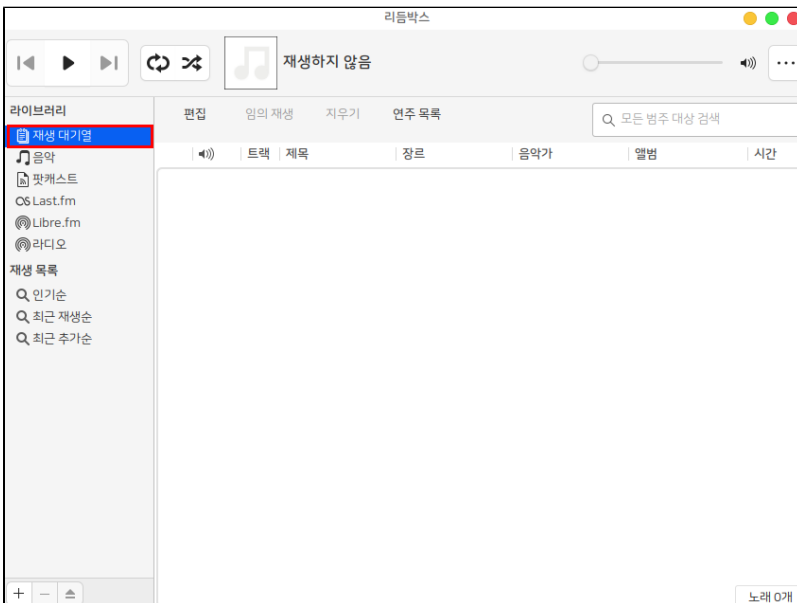 리듬박스
재생하지 않음
라이브러리
재생 대기열
음악
팟캐스트
Last.fm
Libre.fm
라디오
재생 목록
인기순
최근 재생순
최근 추가순
편집 임의 재생 지우기 연주 목록
모든 범주 대상 검색
트랙 제목 장르 음악가 앨범 시간
노래 0개